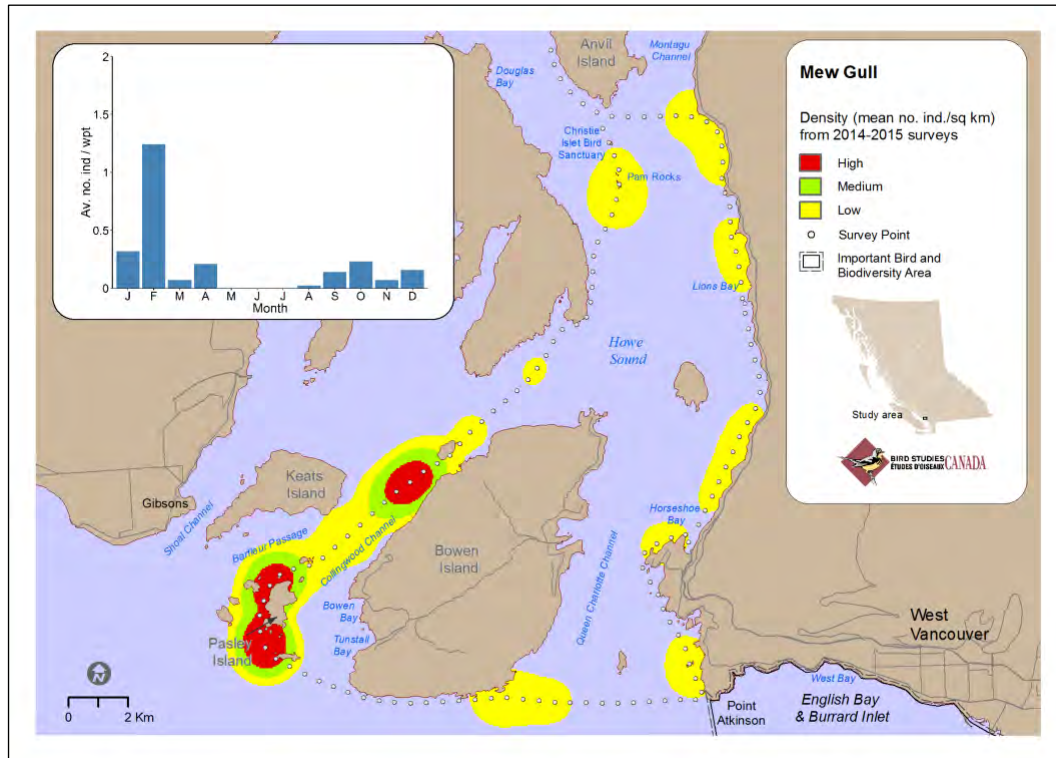 2
1.5
1
0.5
0
Av. no. ind / wpt
J F M A M J J A S O N D
Month
Anvil
Island
Montagu
Channel
Douglas
Bay
Christie
Islet Bird
Sanctuary
Pam Rocks
Lions Bay
Howe
Sound
Keats
Island
Gibsons
Shoal Channel
Barfleur Passage
Collingwood Channel
Horseshoe
Bay
Bowen
Island
Queen Charlotte Channel
Bowen
Bay
Tunstall
Bay
Pasley
Island
West
Vancouver
West Bay
Point
Atkinson
English Bay
& Burrard Inlet
N
0 2 Km
Mew Gull
Density (mean no. ind./sq km)
from 2014-2015 surveys
High
Medium
Low
Survey Point
Important Bird and
Biodiversity Area
Study area
BIRD STUDIES
ÉTUDES D'OISEAUX CANADA